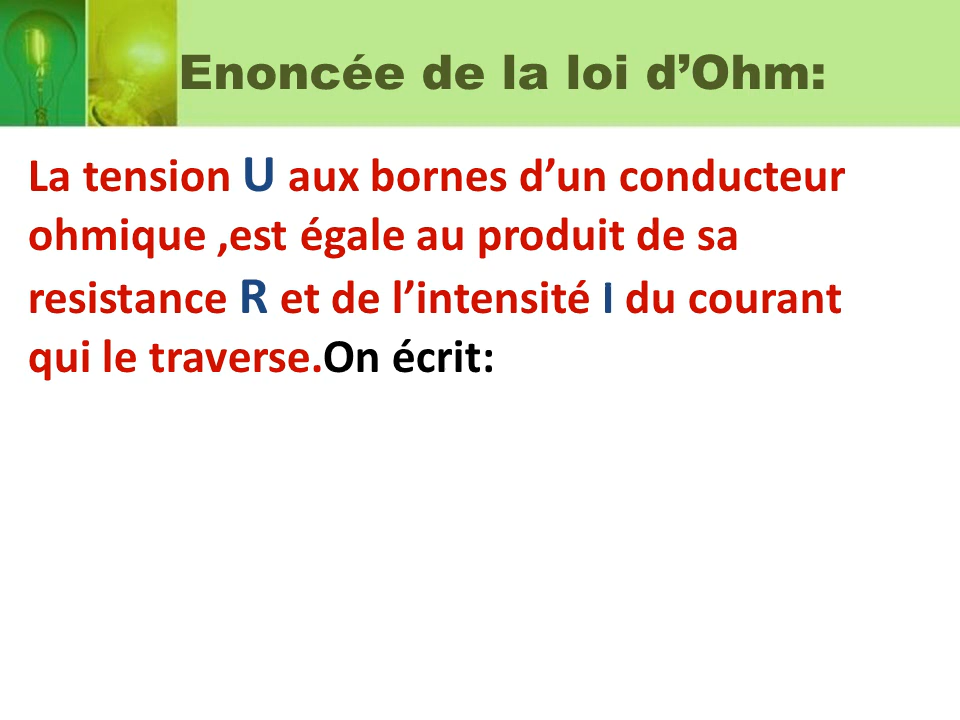 Enoncée de la loi d’Ohm:
La tension U aux bornes d’un conducteur
ohmique ,est égale au produit de sa
resistance R et de l’intensité I du courant
qui le traverse.On écrit: